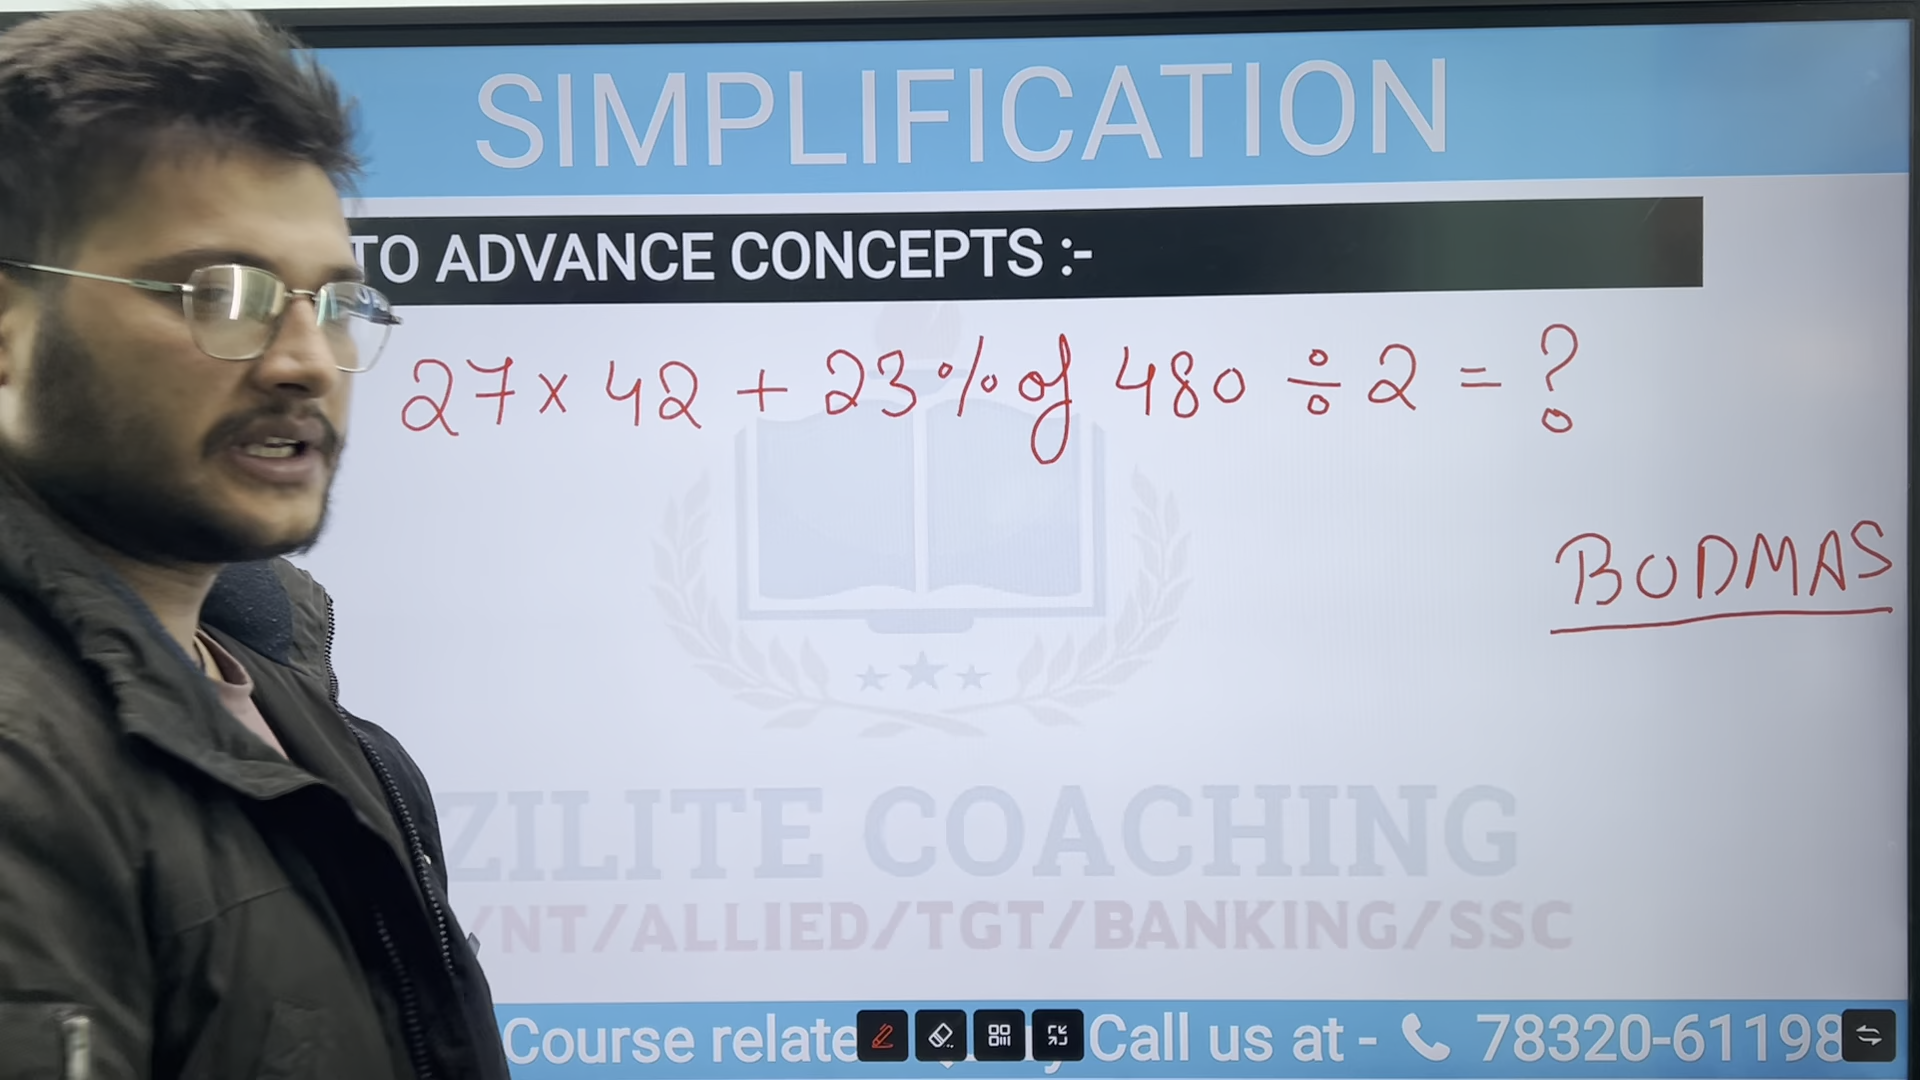 SIMPLIFICATION
TO ADVANCE CONCEPTS :-
27 × 42 + 23% of 480 ÷ 2 = ?
BODMAS
ZILITE COACHING
/NT/ALLIED/TGT/BANKING/SSC
Course relate Call us at - 78320-61198